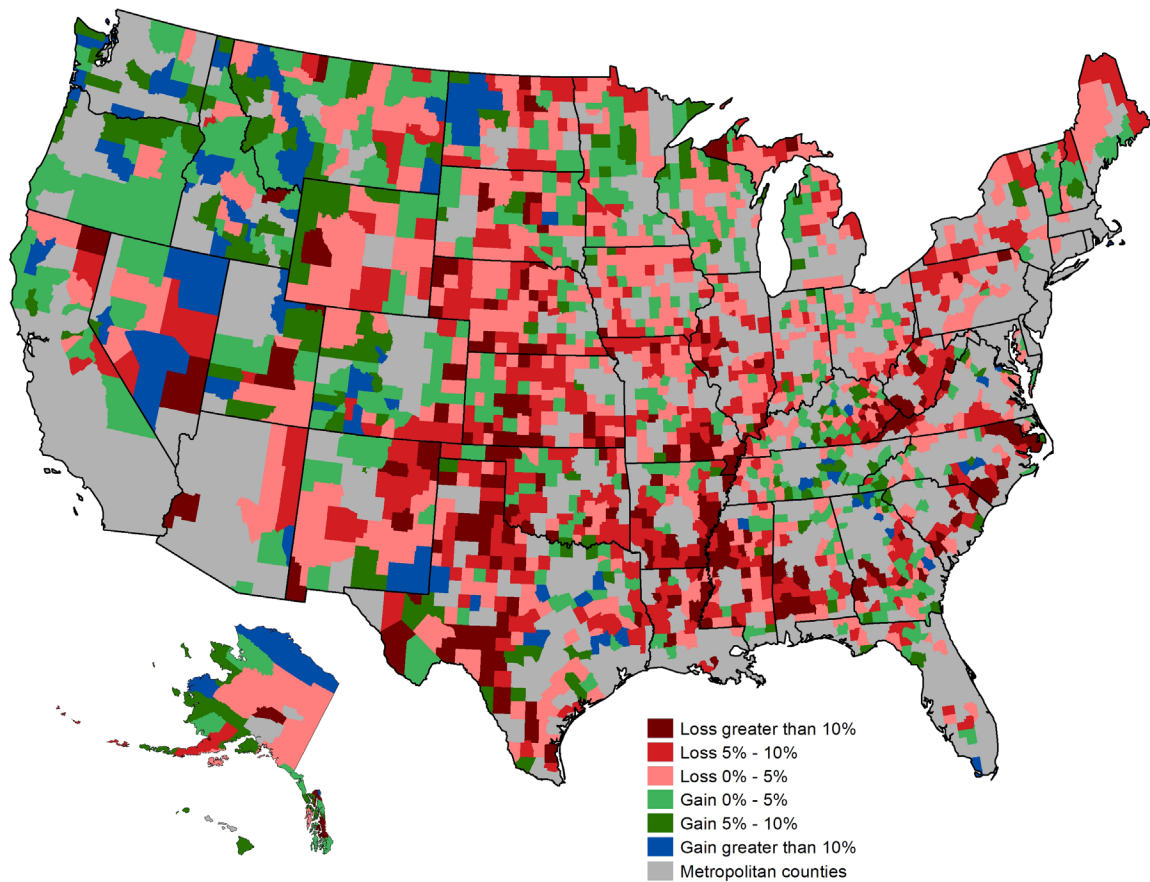 Loss greater than 10%
Loss 5% - 10%
Loss 0% - 5%
Gain 0% - 5%
Gain 5% - 10%
Gain greater than 10%
Metropolitan counties